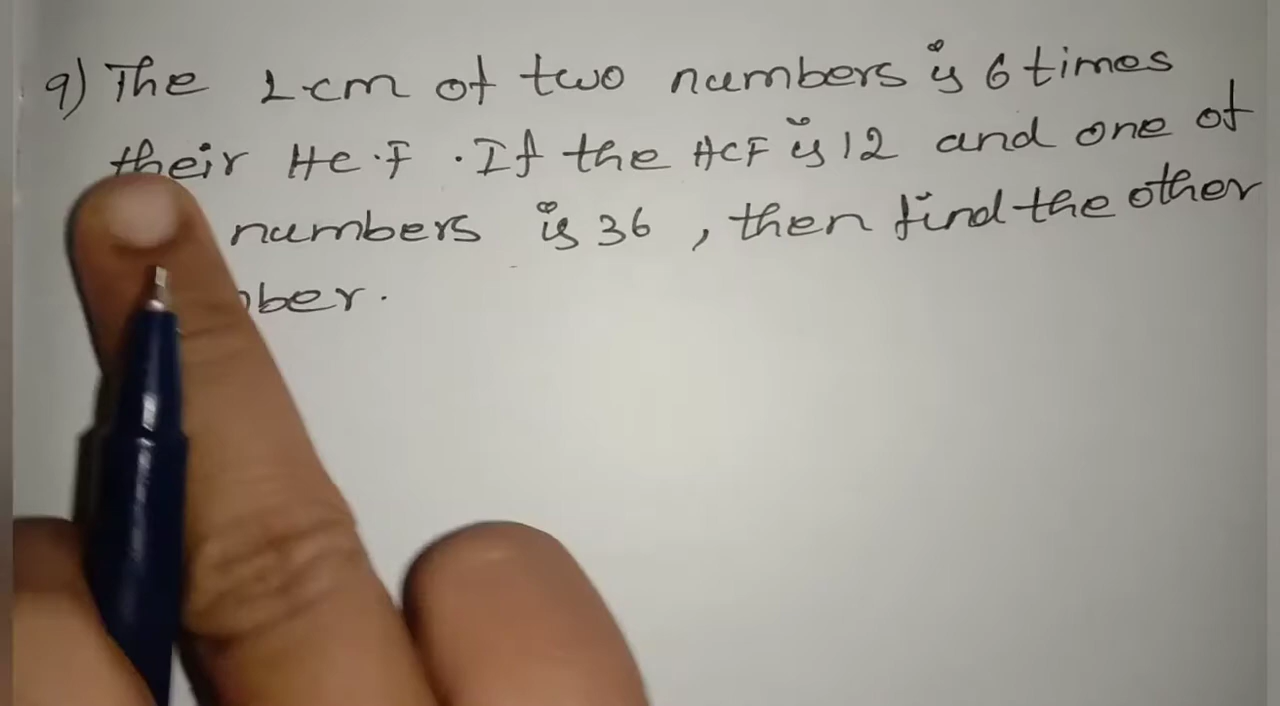 9) The Lcm of two numbers is 6 times
their H.C.F. If the HCF is 12 and one of
numbers is 36, then find the other
ber.